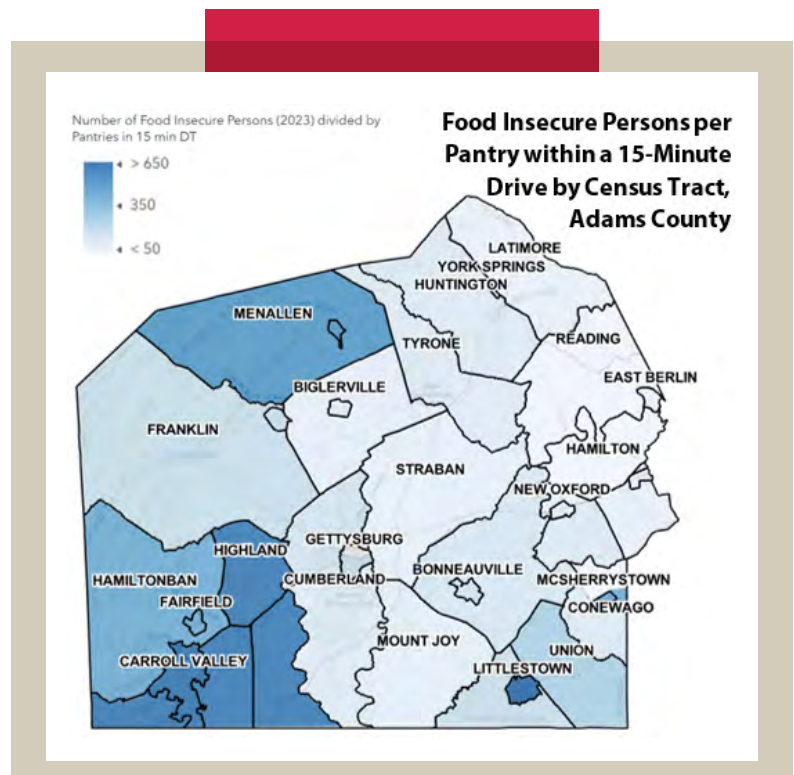 Number of Food Insecure Persons (2023) divided by
Pantries in 15 min DT
> 650
350
< 50
Food Insecure Persons per
Pantry within a 15-Minute
Drive by Census Tract,
Adams County
LATIMORE
YORK SPRINGS
HUNTINGTON
MENALLEN
TYRONE
READING
EAST BERLIN
BIGLERVILLE
FRANKLIN
HAMILTON
STRABAN
NEW OXFORD
GETTYSBURG
HIGHLAND
BONNEAUVILLE
HAMILTONBAN
CUMBERLAND
MCSHERRYSTOWN
FAIRFIELD
CONEWAGO
MOUNT JOY
UNION
CARROLL VALLEY
LITTLESTOWN